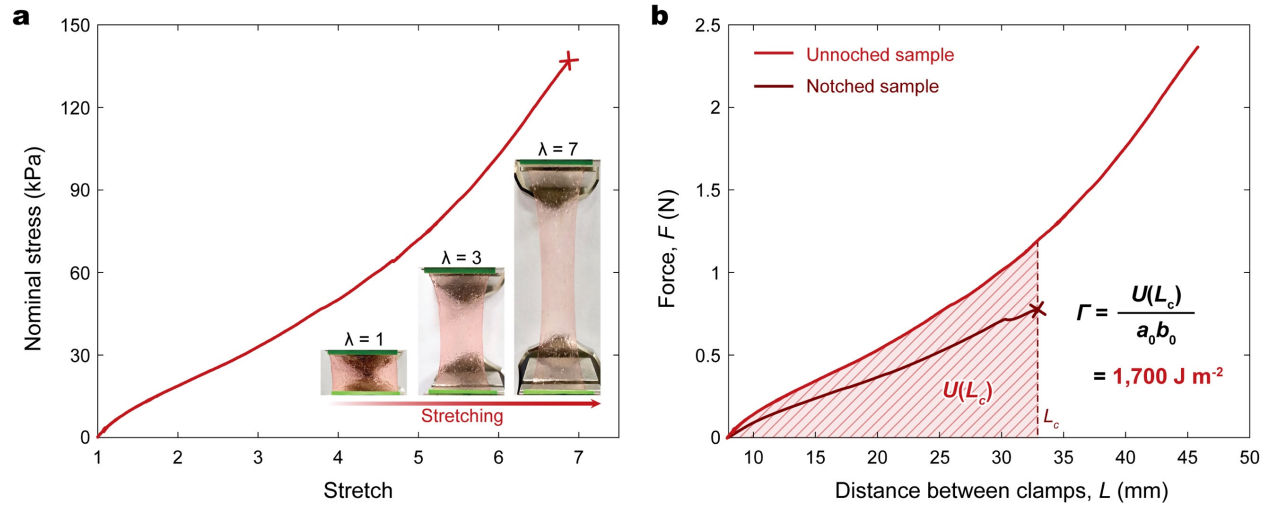 a
150
120
90
60
30
0
1
2
3
4
5
6
7
Nominal stress (kPa)
Stretch
λ = 1
λ = 3
λ = 7
Stretching
b
2.5
2
1.5
1
0.5
0
10
15
20
25
30
35
40
45
50
Force, F (N)
Distance between clamps, L (mm)
Unnoched sample
Notched sample
U(Lc)
Lc
Γ = U(Lc) / a0b0
= 1,700 J m-2